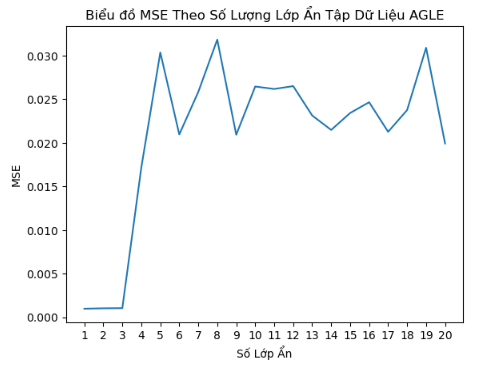 Biểu đồ MSE Theo Số Lượng Lớp Ẩn Tập Dữ Liệu AGLE
0.030
0.025
0.020
0.015
0.010
0.005
0.000
MSE
1 2 3 4 5 6 7 8 9 10 11 12 13 14 15 16 17 18 19 20
Số Lớp Ẩn